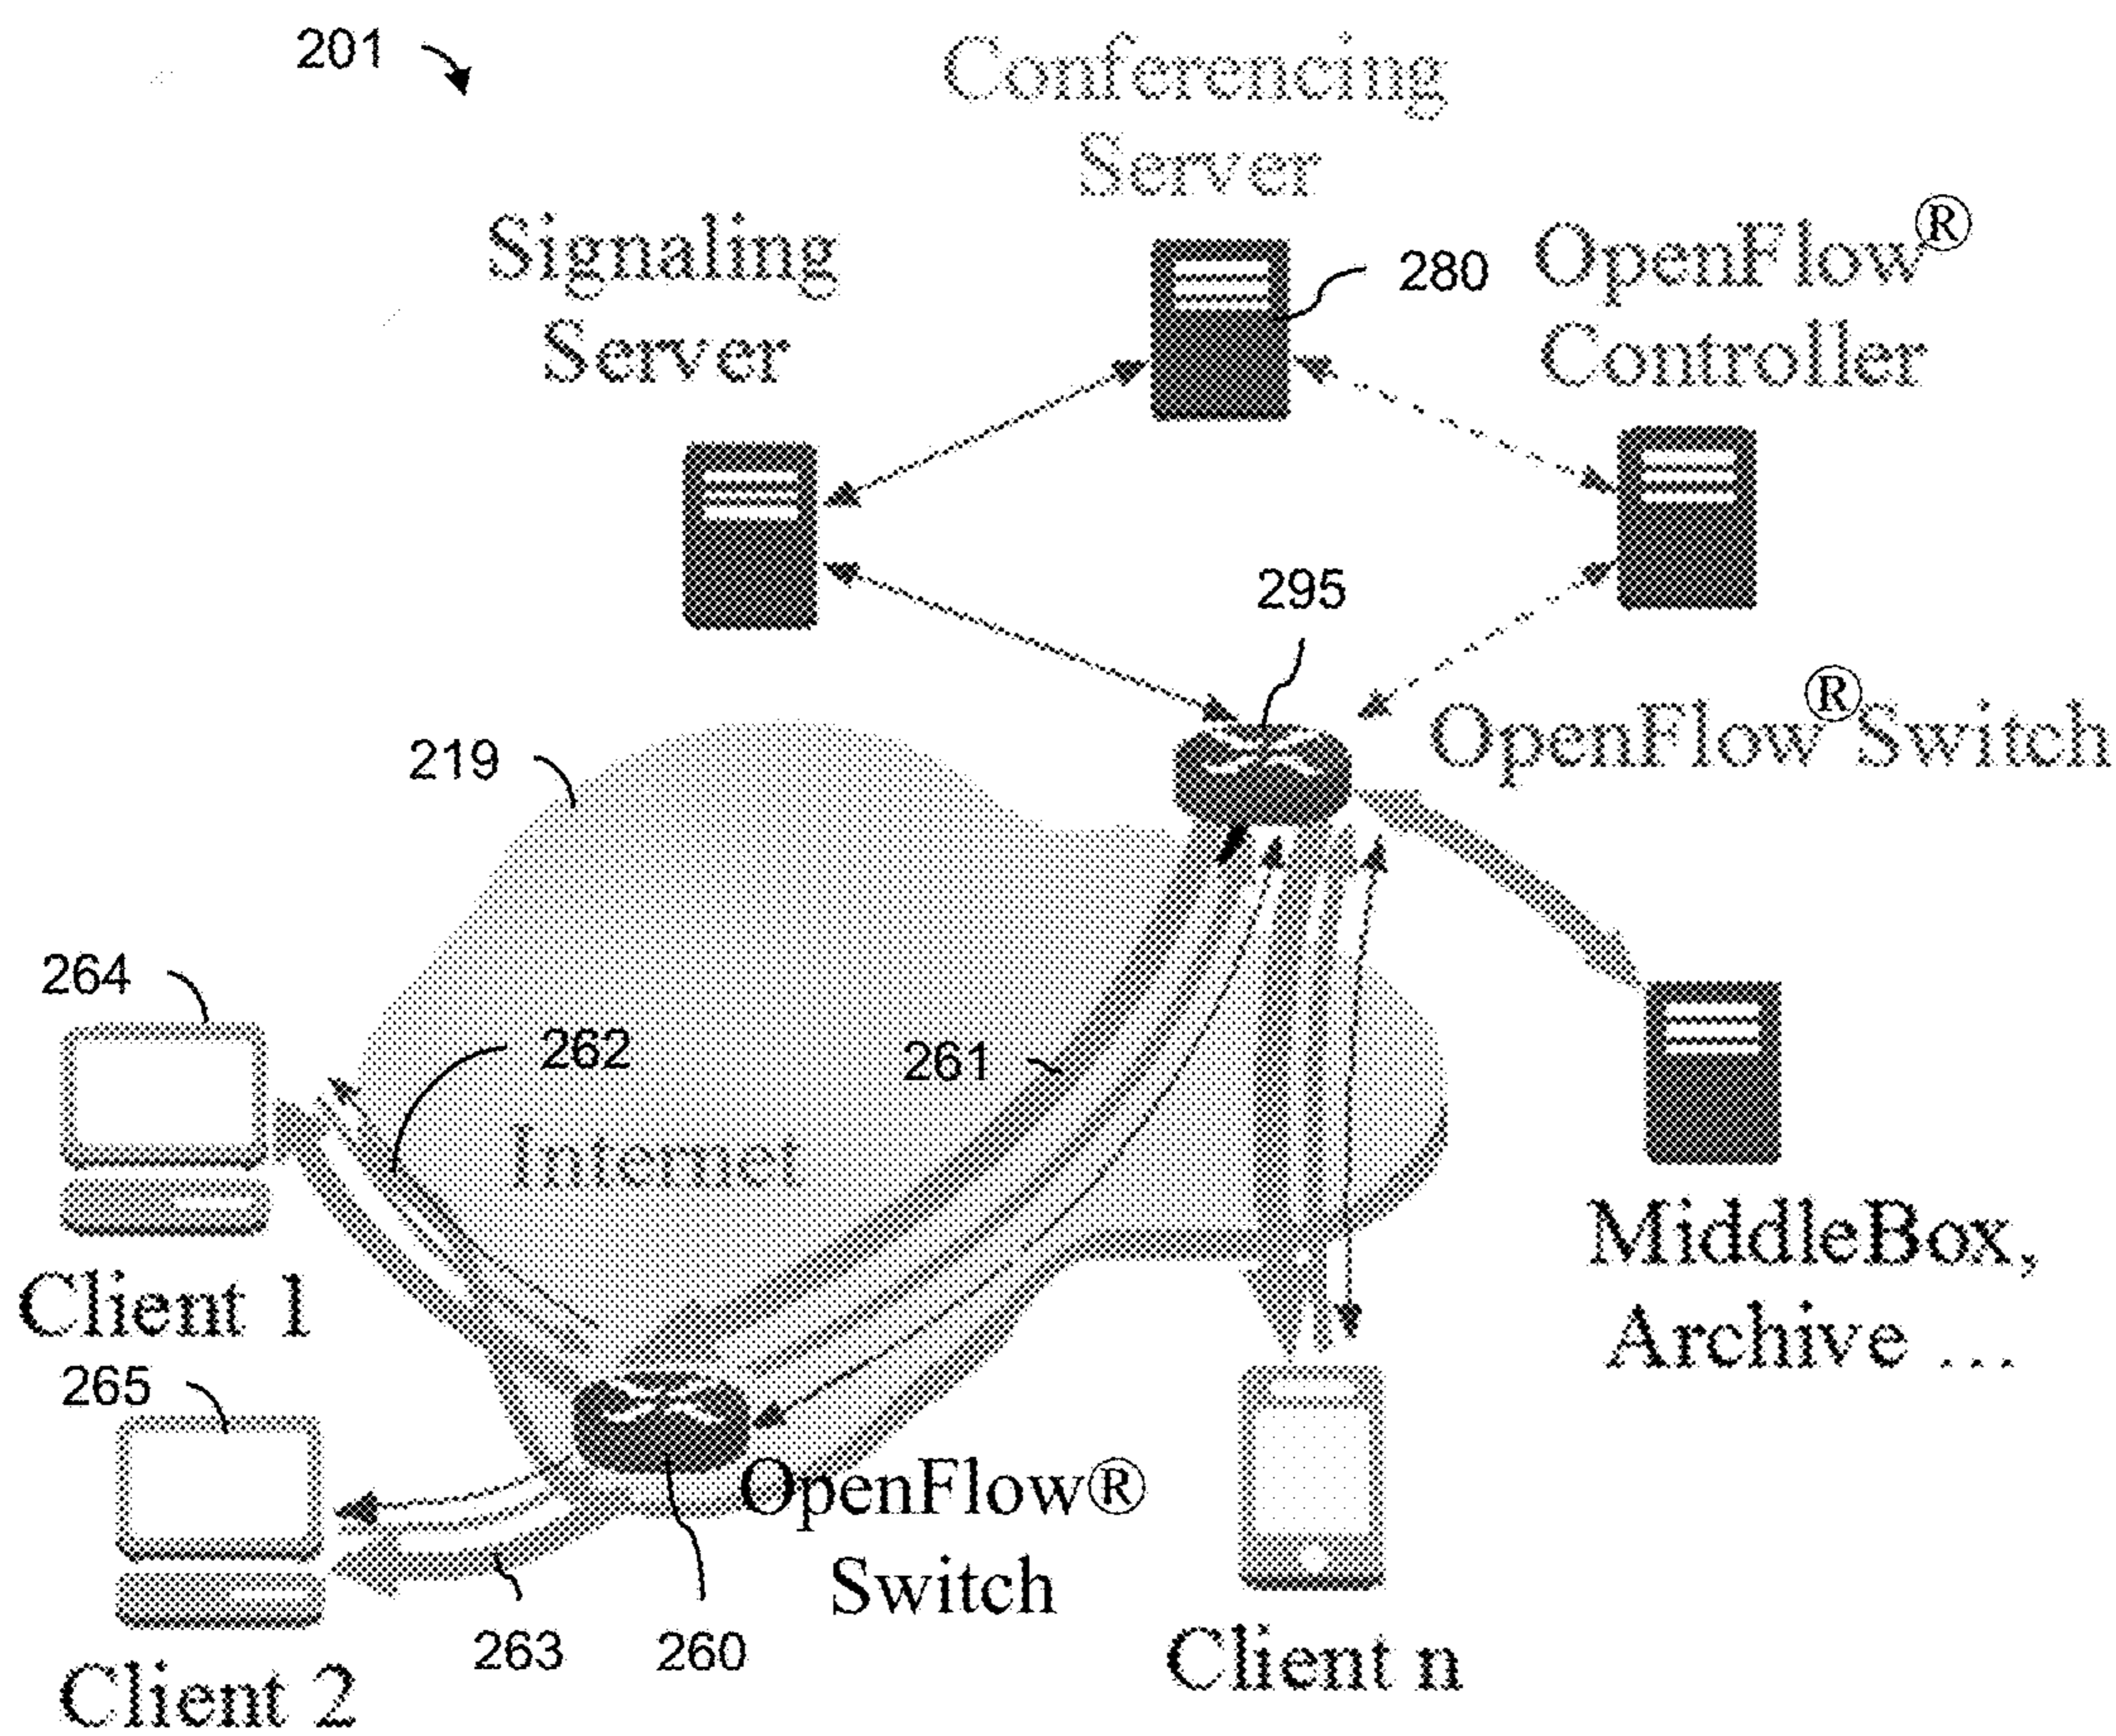 201
Conferencing
Server
Signaling
Server
280
OpenFlow®
Controller
295
OpenFlow® Switch
219
264
262
261
Internet
Client 1
MiddleBox,
Archive ...
265
OpenFlow®
Switch
263
260
Client 2
Client n